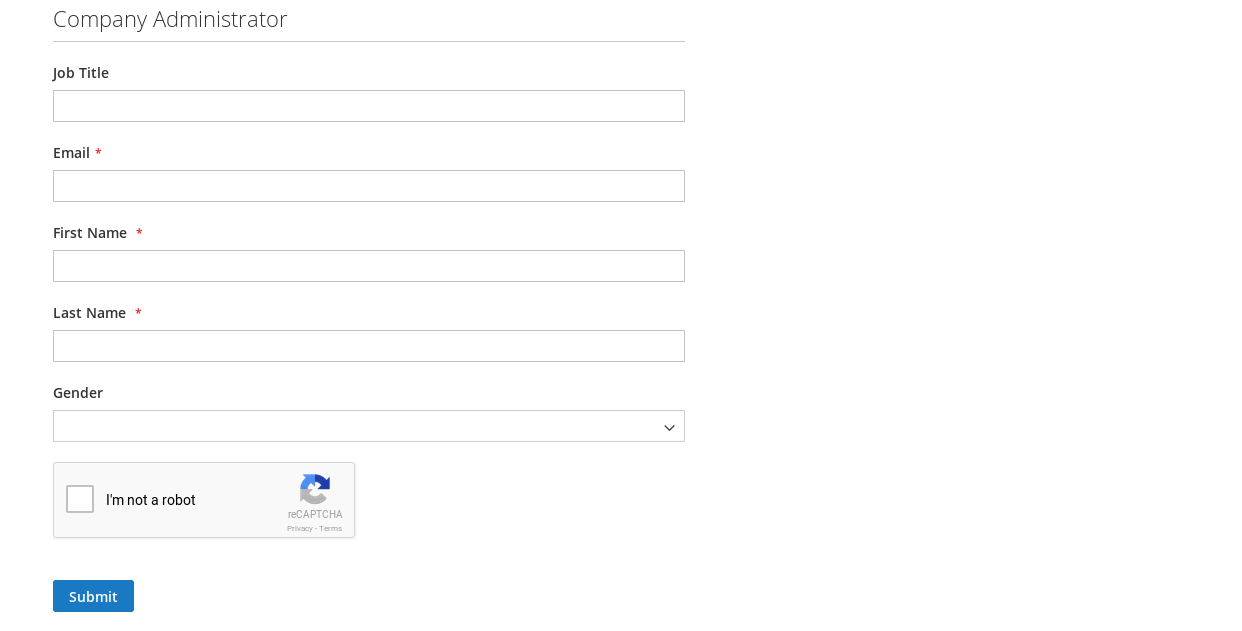 Company Administrator
Job Title
Email *
First Name *
Last Name *
Gender
I'm not a robot
reCAPTCHA
Privacy - Terms
Submit